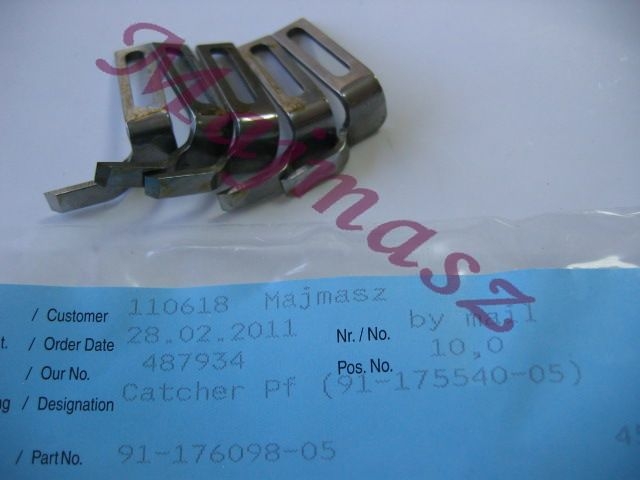 Majmasz
/ Customer 110618 Majmasz
t. / Order Date 28.02.2011 Nr./No. by mail
/ Our No. 487934 Pos.No. 10,0
ng / Designation Catcher Pf (91-175540-05)
/ Part No. 91-176098-05